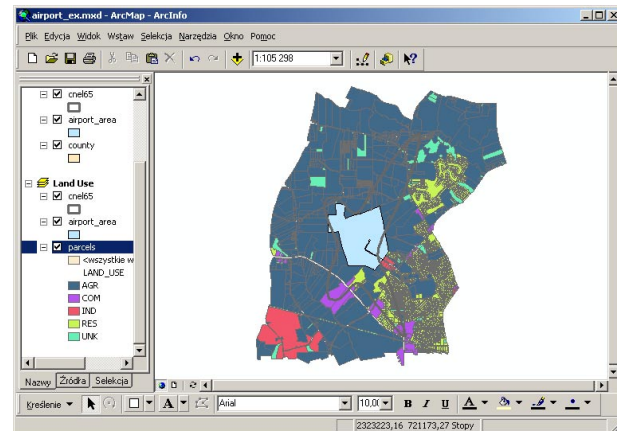 airport_ex.mxd - ArcMap - ArcInfo
Plik Edycja Widok Wstaw Selekcja Narzędzia Okno Pomoc
1:105 298
cnel65
airport_area
county
Land Use
cnel65
airport_area
parcels
<wszystkie w
LAND_USE
AGR
COM
IND
RES
UNK
Nazwy Źródła Selekcja
Kreślenie A Arial 10,0( B I U A
2323223,16 721173,27 Stopy